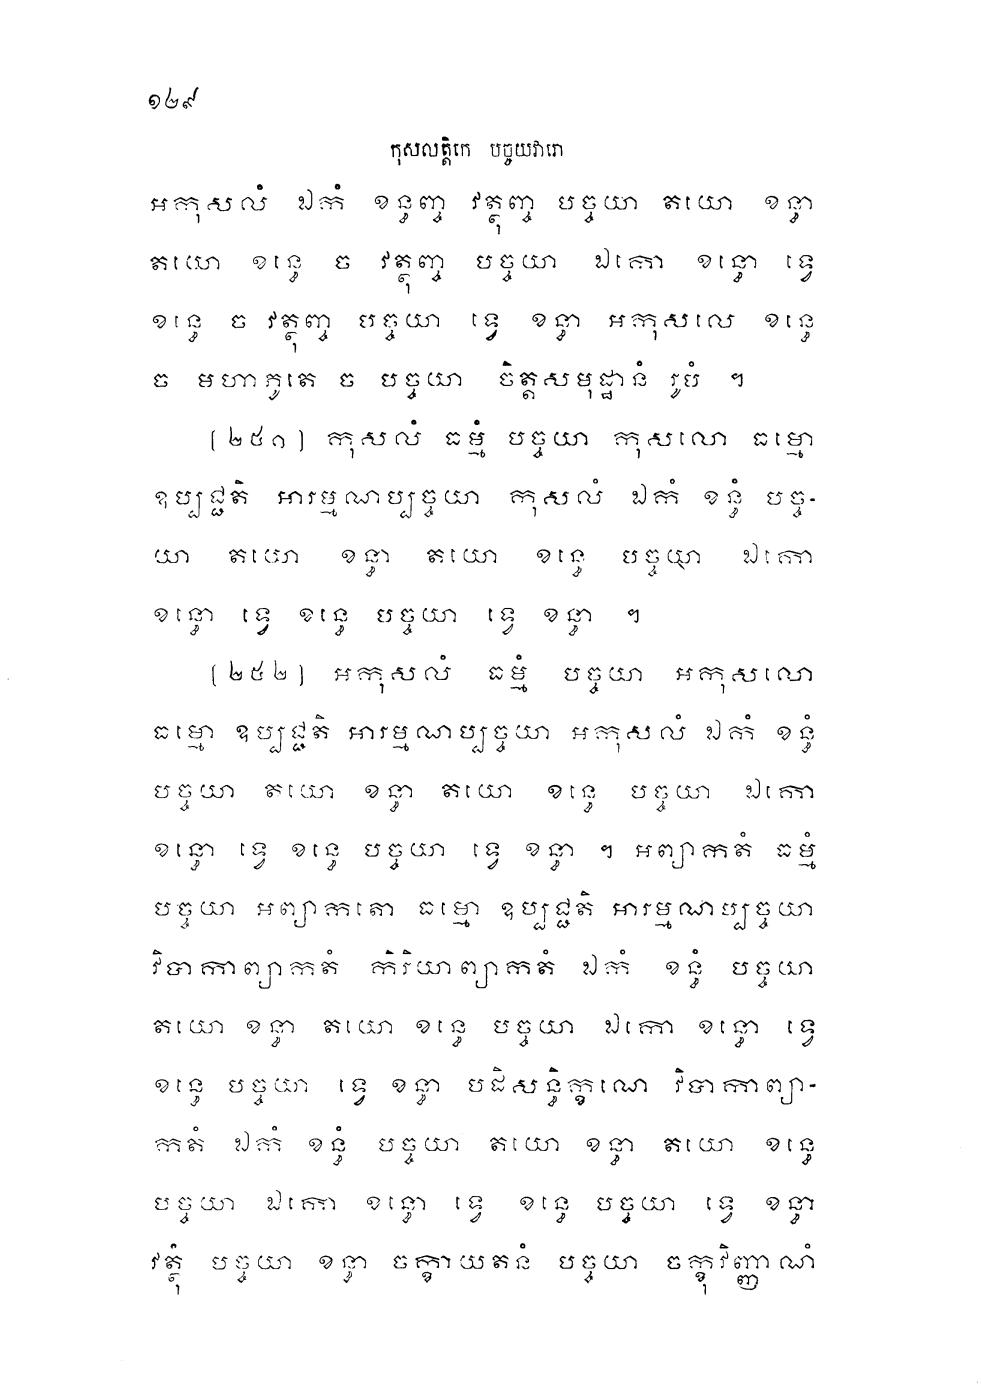 ១២៩
កុសលត្តិកេ បច្ចយវារោ
អកុសលំ ឯកំ ខន្ធញ្ច វត្ថុញ្ច បច្ចយា តយោ ខន្ធា
តយោ ខន្ធេ ច វត្ថុញ្ច បច្ចយា ឯកោ ខន្ធោ ទ្វេ
ខន្ធេ ច វត្ថុញ្ច បច្ចយា ទ្វេ ខន្ធា អកុសលេ ខន្ធេ
ច មហាភូតេ ច បច្ចយា ចិត្តសមុដ្ឋានំ រូបំ ។
[២៥១] កុសលំ ធម្មំ បច្ចយា កុសលោ ធម្មោ
ឧប្បជ្ជតិ អារម្មណប្បច្ចយា កុសលំ ឯកំ ខន្ធំ បច្ច-
យា តយោ ខន្ធា តយោ ខន្ធេ បច្ចយា ឯកោ
ខន្ធោ ទ្វេ ខន្ធេ បច្ចយា ទ្វេ ខន្ធា ។
[២៥២] អកុសលំ ធម្មំ បច្ចយា អកុសលោ
ធម្មោ ឧប្បជ្ជតិ អារម្មណប្បច្ចយា អកុសលំ ឯកំ ខន្ធំ
បច្ចយា តយោ ខន្ធា តយោ ខន្ធេ បច្ចយា ឯកោ
ខន្ធោ ទ្វេ ខន្ធេ បច្ចយា ទ្វេ ខន្ធា ។ អព្យាកតំ ធម្មំ
បច្ចយា អព្យាកតោ ធម្មោ ឧប្បជ្ជតិ អារម្មណប្បច្ចយា
វិបាកាព្យាកតំ កិរិយាព្យាកតំ ឯកំ ខន្ធំ បច្ចយា
តយោ ខន្ធា តយោ ខន្ធេ បច្ចយា ឯកោ ខន្ធោ ទ្វេ
ខន្ធេ បច្ចយា ទ្វេ ខន្ធា បដិសន្ធិក្ខណេ វិបាកាព្យា-
កតំ ឯកំ ខន្ធំ បច្ចយា តយោ ខន្ធា តយោ ខន្ធេ
បច្ចយា ឯកោ ខន្ធោ ទ្វេ ខន្ធេ បច្ចយា ទ្វេ ខន្ធា
វត្ថុំ បច្ចយា ខន្ធា ចក្ខាយតនំ បច្ចយា ចក្ខុវិញ្ញាណំ